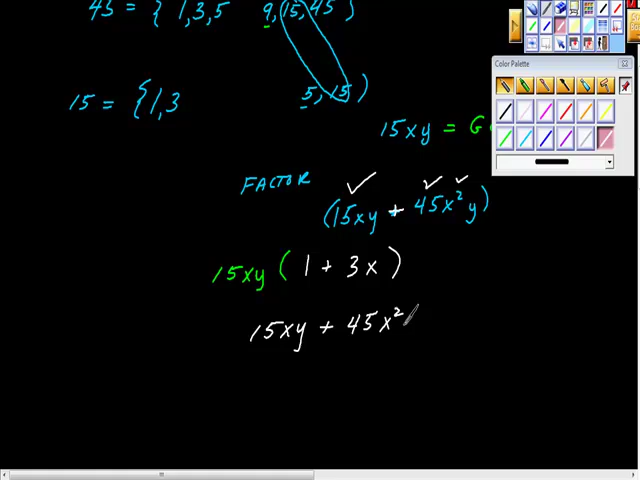 45 = { 1,3,5 9, 15, 45 )
15 = { 1,3 5, 15 )
15xy = G
FACTOR (15xy + 45x²y)
15xy ( 1 + 3x )
15xy + 45x²
Color Palette